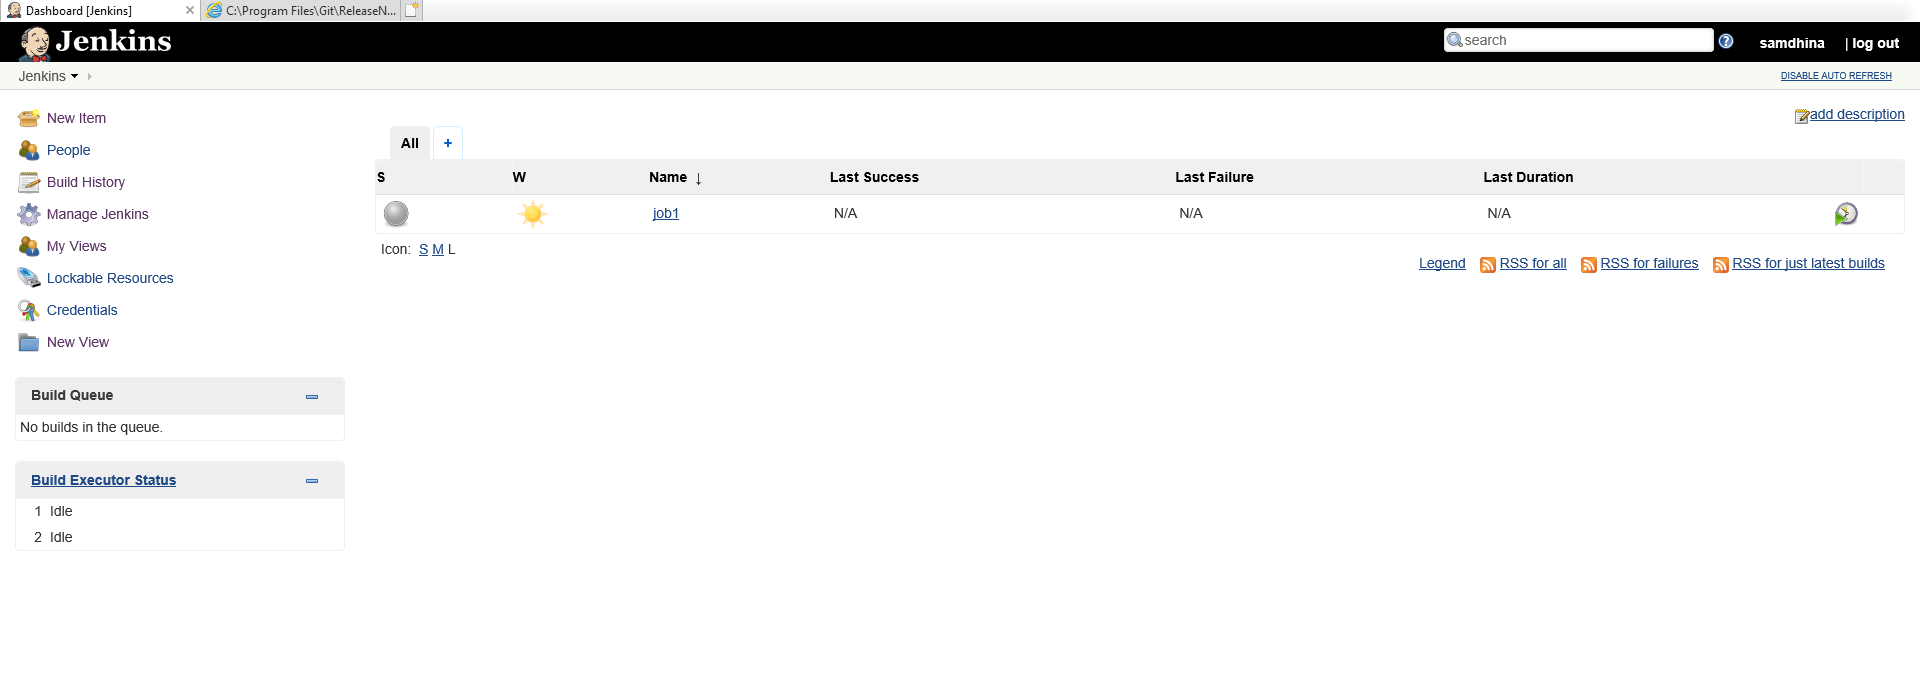 Dashboard [Jenkins]
C:\Program Files\Git\ReleaseN...
Jenkins
search
samdhina
| log out
Jenkins
DISABLE AUTO REFRESH
New Item
People
Build History
Manage Jenkins
My Views
Lockable Resources
Credentials
New View
add description
All
+
S W Name ↓ Last Success Last Failure Last Duration
job1 N/A N/A N/A
Icon: S M L
Legend RSS for all RSS for failures RSS for just latest builds
Build Queue
No builds in the queue.
Build Executor Status
1 Idle
2 Idle